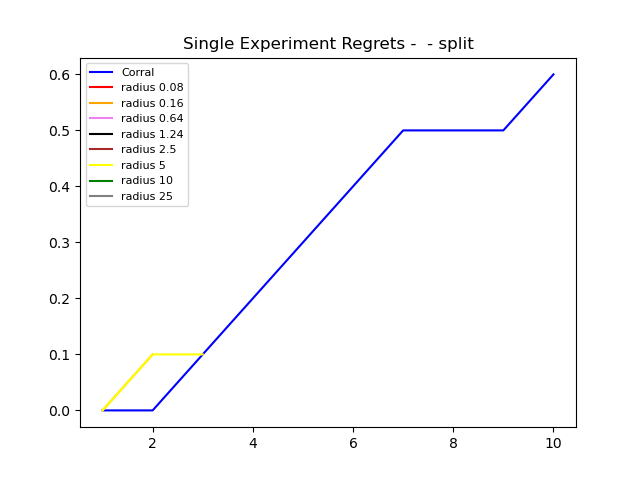 Single Experiment Regrets -  - split
Corral
radius 0.08
radius 0.16
radius 0.64
radius 1.24
radius 2.5
radius 5
radius 10
radius 25
0.6
0.5
0.4
0.3
0.2
0.1
0.0
2 4 6 8 10